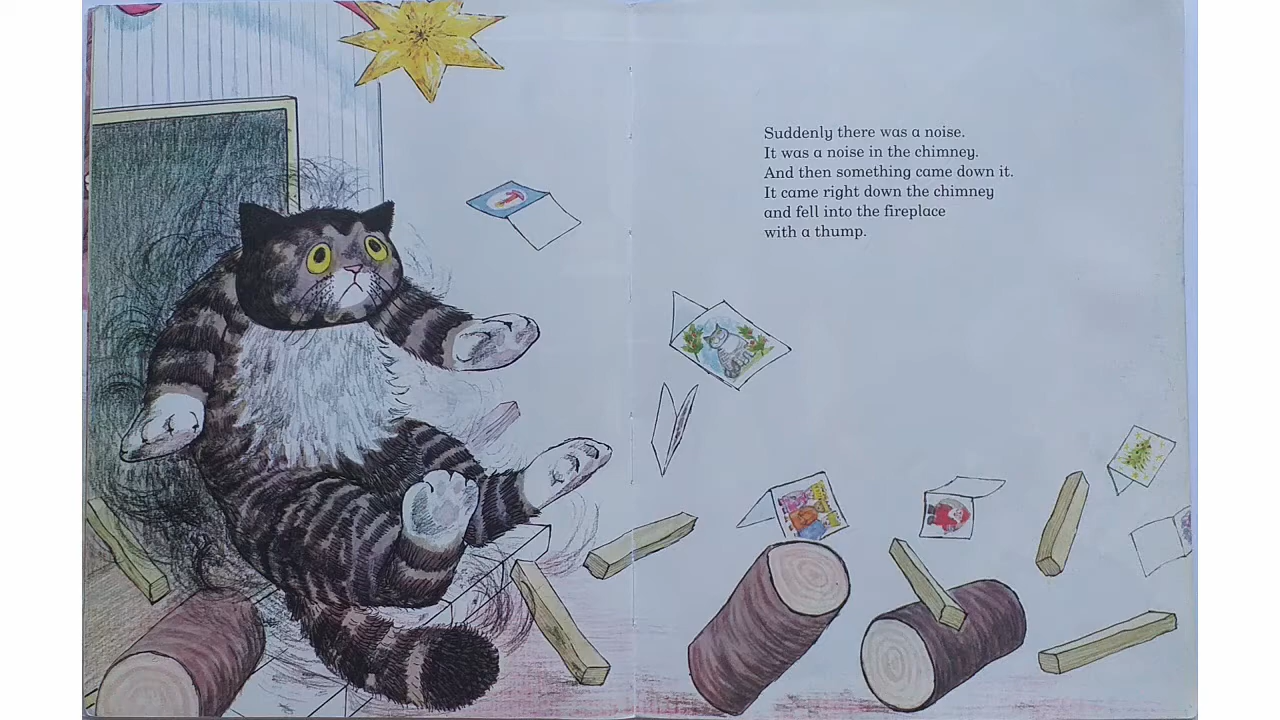 Suddenly there was a noise.
It was a noise in the chimney.
And then something came down it.
It came right down the chimney
and fell into the fireplace
with a thump.